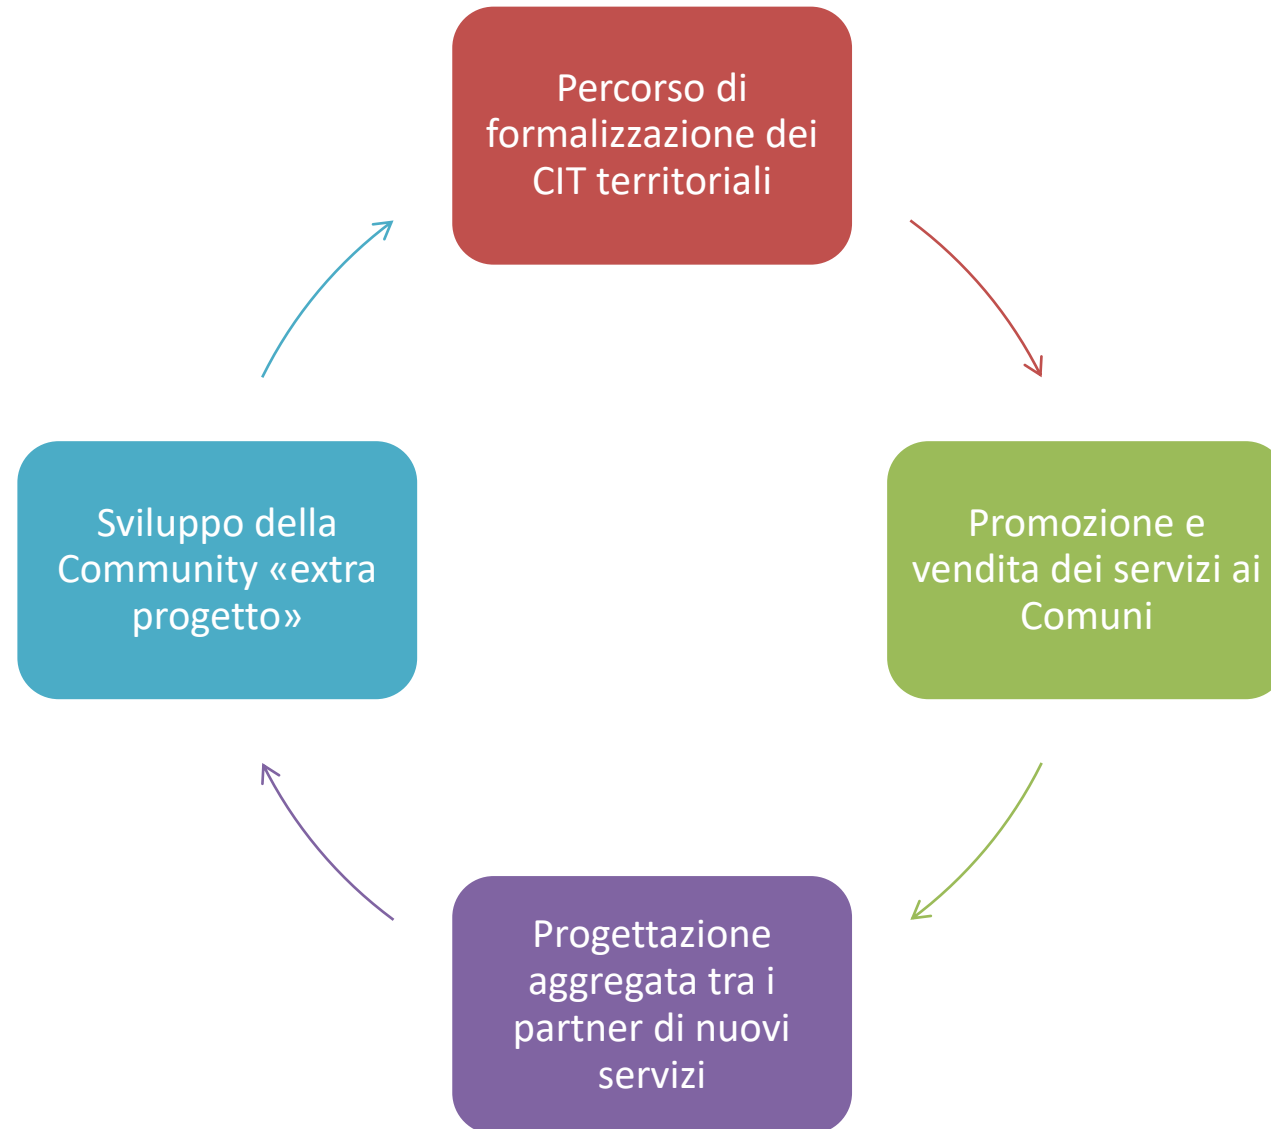 Percorso di
formalizzazione dei
CIT territoriali
Promozione e
vendita dei servizi ai
Comuni
Progettazione
aggregata tra i
partner di nuovi
servizi
Sviluppo della
Community «extra
progetto»